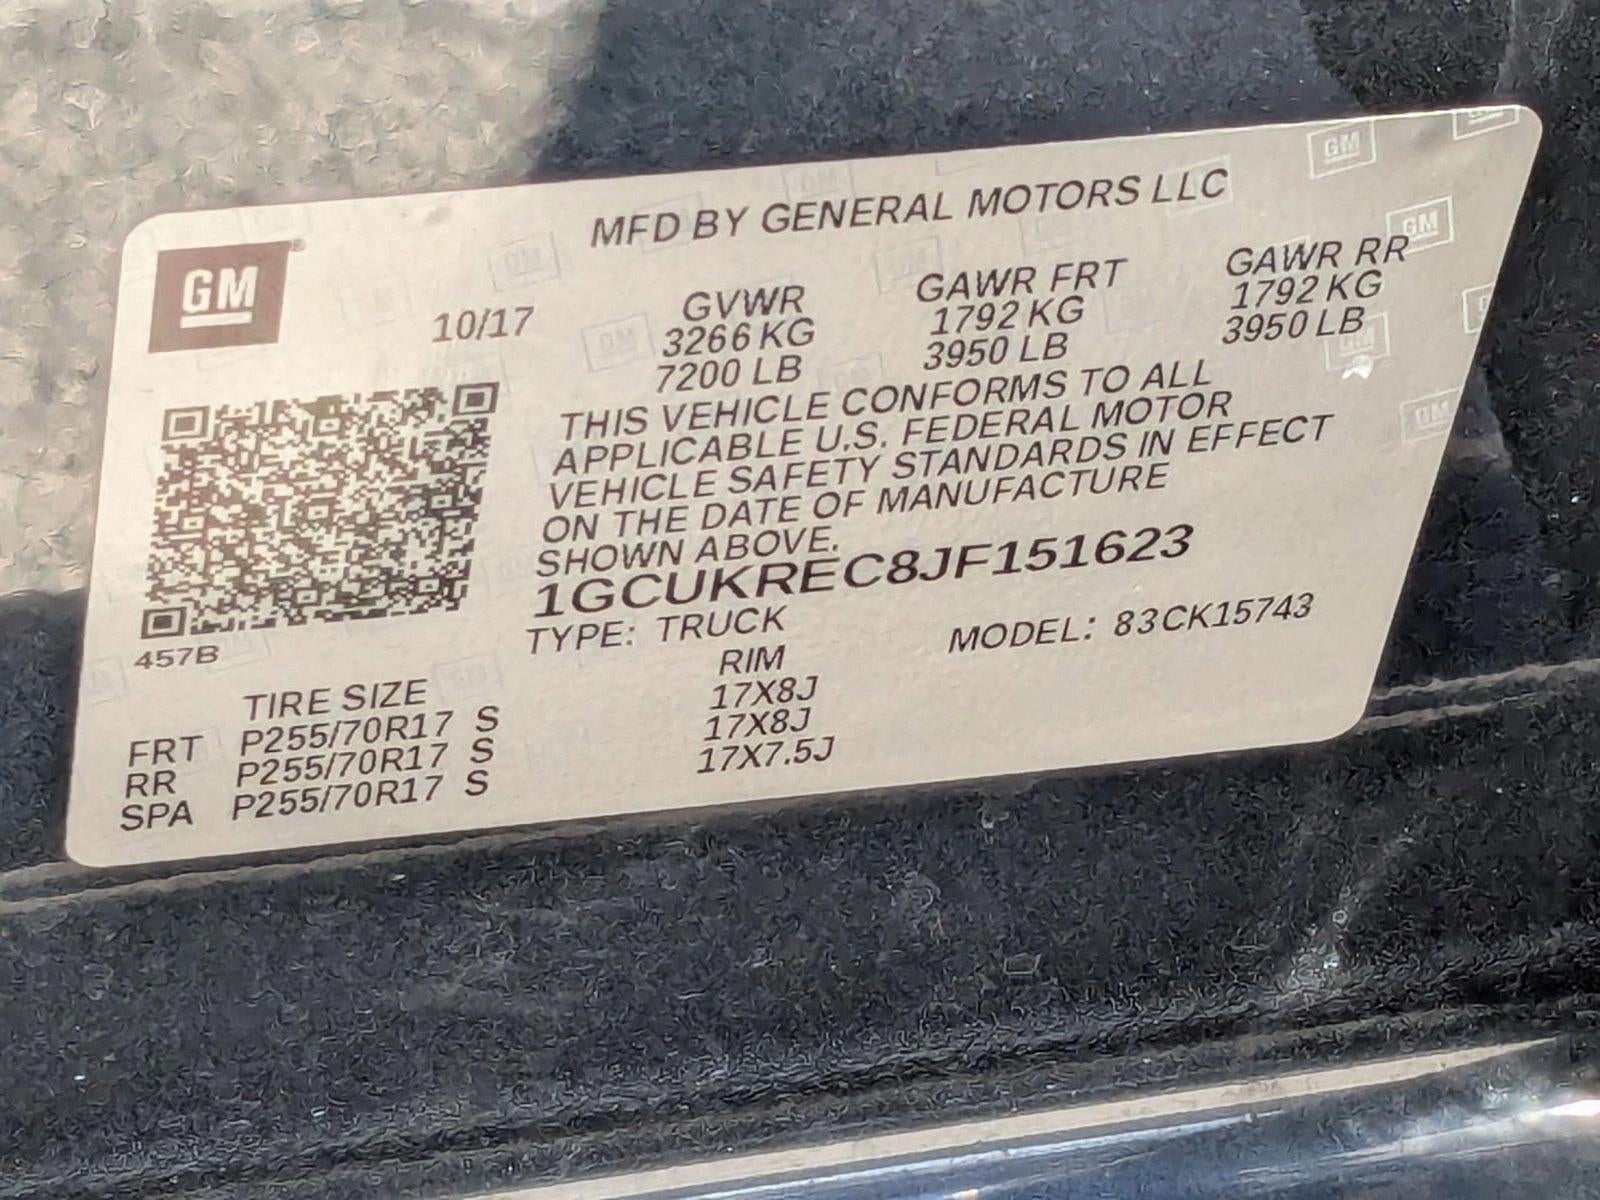 MFD BY GENERAL MOTORS LLC
GM
10/17
GVWR GAWR FRT GAWR RR
3266 KG 1792 KG 1792 KG
7200 LB 3950 LB 3950 LB
THIS VEHICLE CONFORMS TO ALL
APPLICABLE U.S. FEDERAL MOTOR
VEHICLE SAFETY STANDARDS IN EFFECT
ON THE DATE OF MANUFACTURE
SHOWN ABOVE.
1GCUKREC8JF151623
TYPE: TRUCK MODEL: 83CK15743
457B
TIRE SIZE RIM
FRT P255/70R17 S 17X8J
RR P255/70R17 S 17X8J
SPA P255/70R17 S 17X7.5J